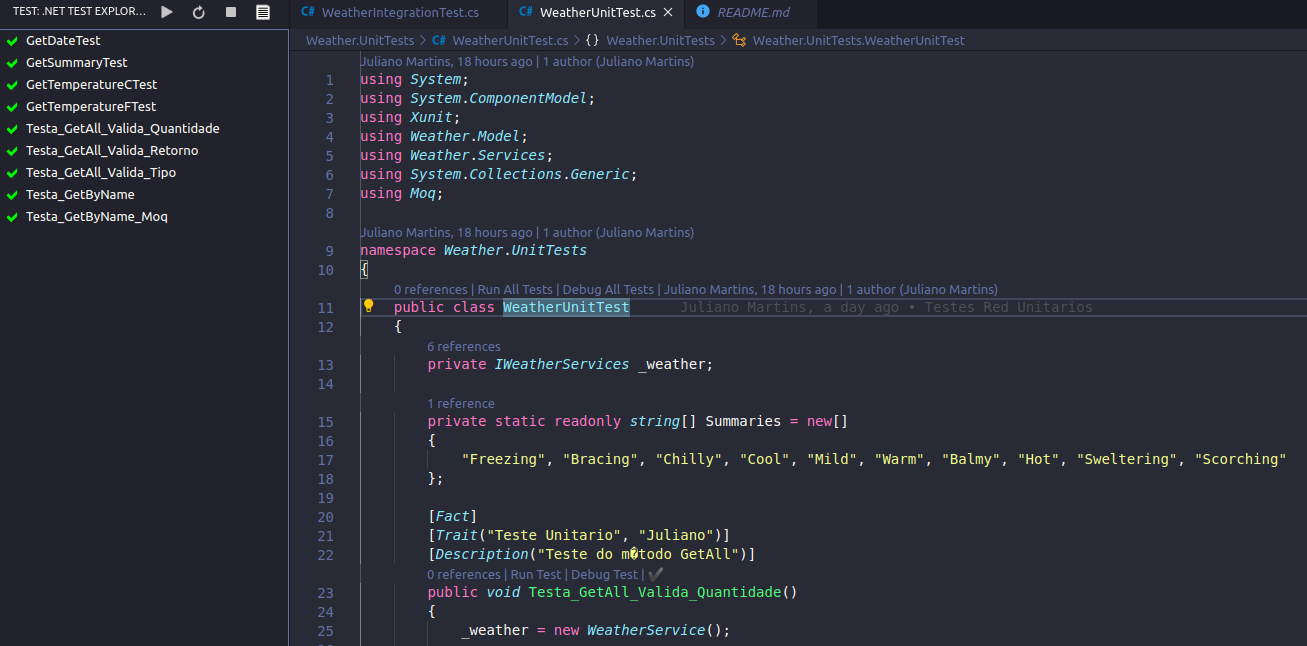 TEST: .NET TEST EXPLOR...
GetDateTest
GetSummaryTest
GetTemperatureCTest
GetTemperatureFTest
Testa_GetAll_Valida_Quantidade
Testa_GetAll_Valida_Retorno
Testa_GetAll_Valida_Tipo
Testa_GetByName
Testa_GetByName_Moq
C# WeatherIntegrationTest.cs
C# WeatherUnitTest.cs ×
README.md
Weather.UnitTests > C# WeatherUnitTest.cs > {} Weather.UnitTests > Weather.UnitTests.WeatherUnitTest
Juliano Martins, 18 hours ago | 1 author (Juliano Martins)
1 using System;
2 using System.ComponentModel;
3 using Xunit;
4 using Weather.Model;
5 using Weather.Services;
6 using System.Collections.Generic;
7 using Moq;
8
Juliano Martins, 18 hours ago | 1 author (Juliano Martins)
9 namespace Weather.UnitTests
10 {
0 references | Run All Tests | Debug All Tests | Juliano Martins, 18 hours ago | 1 author (Juliano Martins)
11 public class WeatherUnitTest Juliano Martins, a day ago • Testes Red Unitarios
12 {
6 references
13 private IWeatherServices _weather;
14
1 reference
15 private static readonly string[] Summaries = new[]
16 {
17 "Freezing", "Bracing", "Chilly", "Cool", "Mild", "Warm", "Balmy", "Hot", "Sweltering", "Scorching"
18 };
19
20 [Fact]
21 [Trait("Teste Unitario", "Juliano")]
22 [Description("Teste do m�todo GetAll")]
0 references | Run Test | Debug Test | ✔
23 public void Testa_GetAll_Valida_Quantidade()
24 {
25 _weather = new WeatherService();